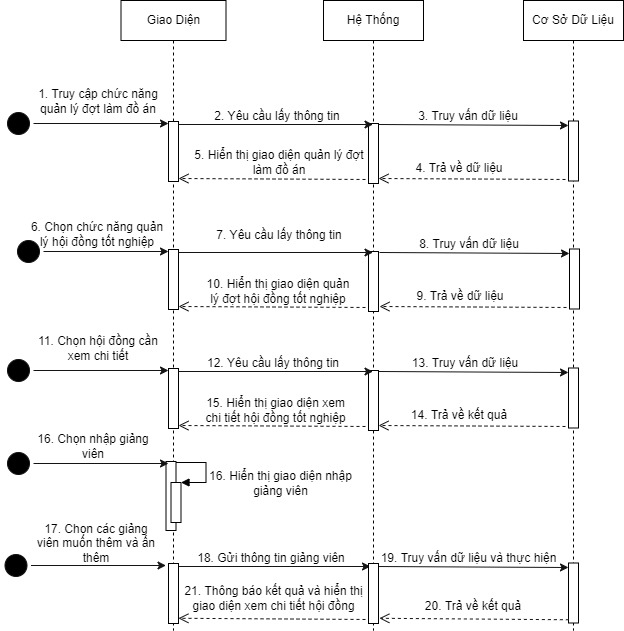 Giao Diện
Hệ Thống
Cơ Sở Dữ Liệu
1. Truy cập chức năng
quản lý đợt làm đồ án
2. Yêu cầu lấy thông tin
3. Truy vấn dữ liệu
5. Hiển thị giao diện quản lý đợt
làm đồ án
4. Trả về dữ liệu
6. Chọn chức năng quản
lý hội đồng tốt nghiệp
7. Yêu cầu lấy thông tin
8. Truy vấn dữ liệu
10. Hiển thị giao diện quản
lý đợt hội đồng tốt nghiệp
9. Trả về dữ liệu
11. Chọn hội đồng cần
xem chi tiết
12. Yêu cầu lấy thông tin
13. Truy vấn dữ liệu
15. Hiển thị giao diện xem
chi tiết hội đồng tốt nghiệp
14. Trả về kết quả
16. Chọn nhập giảng
viên
16. Hiển thị giao diện nhập
giảng viên
17. Chọn các giảng
viên muốn thêm và ấn
thêm
18. Gửi thông tin giảng viên
19. Truy vấn dữ liệu và thực hiện
21. Thông báo kết quả và hiển thị
giao diện xem chi tiết hội đồng
20. Trả về kết quả